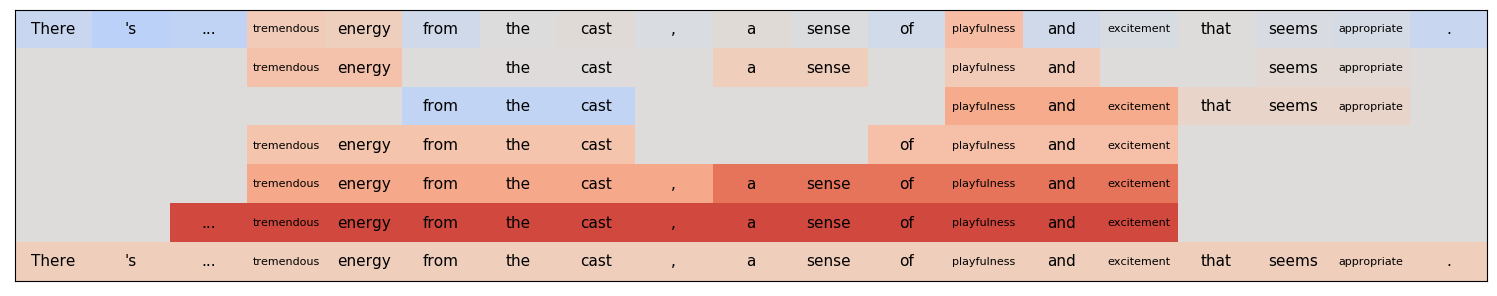 There 's ... tremendous energy from the cast , a sense of playfulness and excitement that seems appropriate .
tremendous energy the cast a sense playfulness and seems appropriate
from the cast playfulness and excitement that seems appropriate
tremendous energy from the cast of playfulness and excitement
tremendous energy from the cast , a sense of playfulness and excitement
... tremendous energy from the cast , a sense of playfulness and excitement
There 's ... tremendous energy from the cast , a sense of playfulness and excitement that seems appropriate .